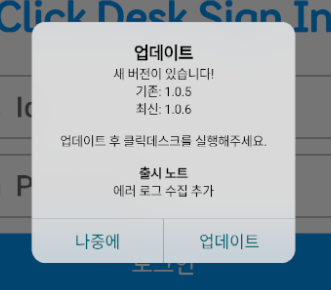 Click Desk Sign In
업데이트
새 버전이 있습니다!
기존: 1.0.5
최신: 1.0.6
업데이트 후 클릭데스크를 실행해주세요.
출시 노트
에러 로그 수집 추가
나중에
업데이트
로그인